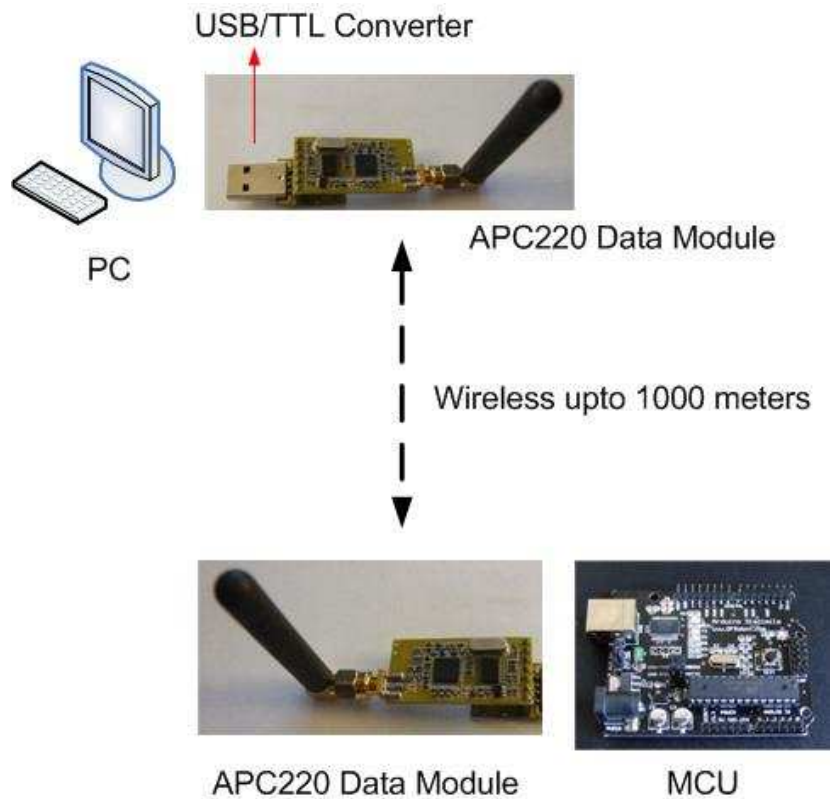 USB/TTL Converter
APC220 Data Module
PC
Wireless upto 1000 meters
APC220 Data Module
MCU